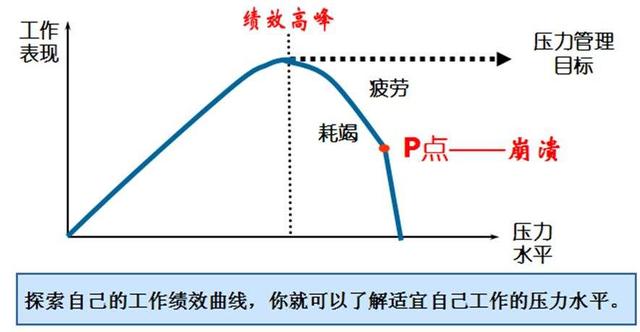 绩效高峰
工作
表现
压力管理
目标
疲劳
耗竭
P点——崩溃
压力
水平
探索自己的工作绩效曲线，你就可以了解适宜自己工作的压力水平。